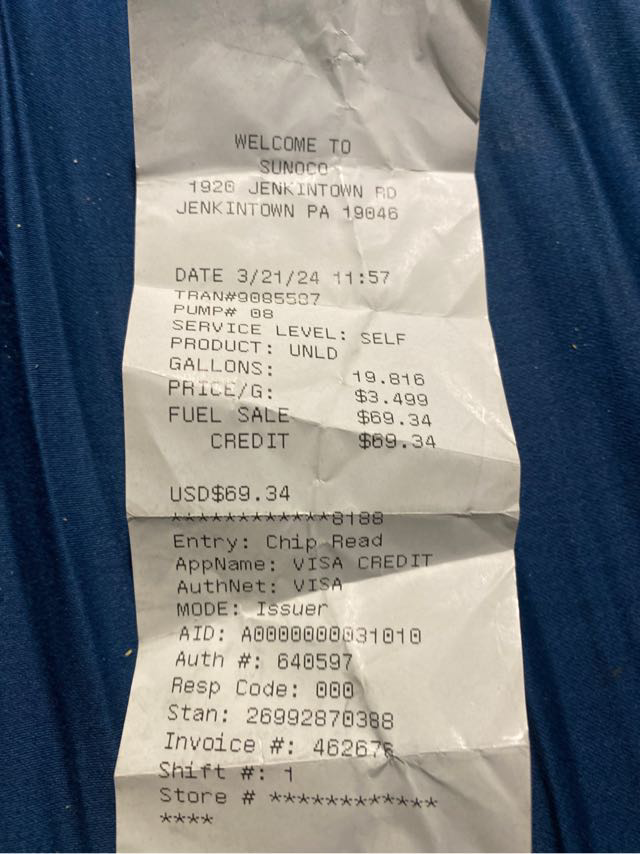 WELCOME TO
SUNOCO
1920 JENKINTOWN RD
JENKINTOWN PA 19046
DATE 3/21/24 11:57
TRAN#9085587
PUMP# 08
SERVICE LEVEL: SELF
PRODUCT: UNLD
GALLONS: 19.816
PRICE/G: $3.499
FUEL SALE $69.34
CREDIT $69.34
USD$69.34
************8188
Entry: Chip Read
AppName: VISA CREDIT
AuthNet: VISA
MODE: Issuer
AID: A0000000031010
Auth #: 640597
Resp Code: 000
Stan: 26992870388
Invoice #: 462676
Shift #: 1
Store # ************
****